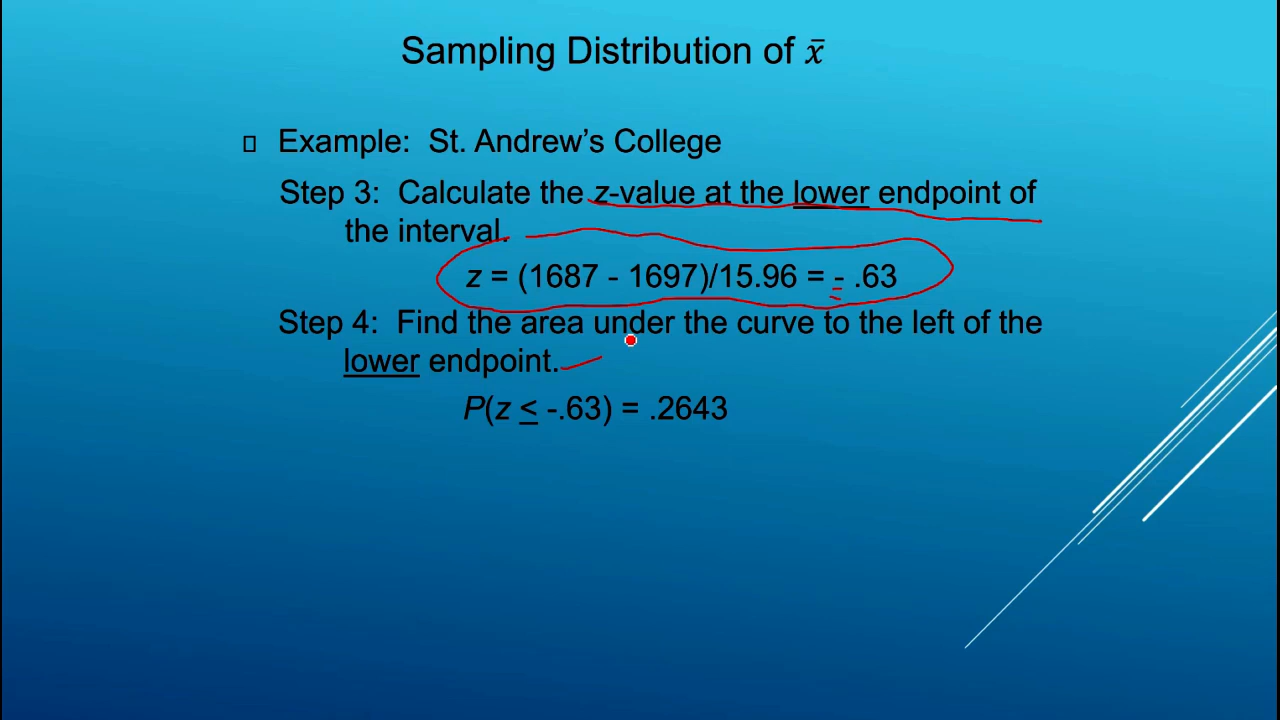 Sampling Distribution of x̄
Example: St. Andrew’s College
Step 3: Calculate the z-value at the lower endpoint of
the interval.
z = (1687 - 1697)/15.96 = - .63
Step 4: Find the area under the curve to the left of the
lower endpoint.
P(z ≤ -.63) = .2643